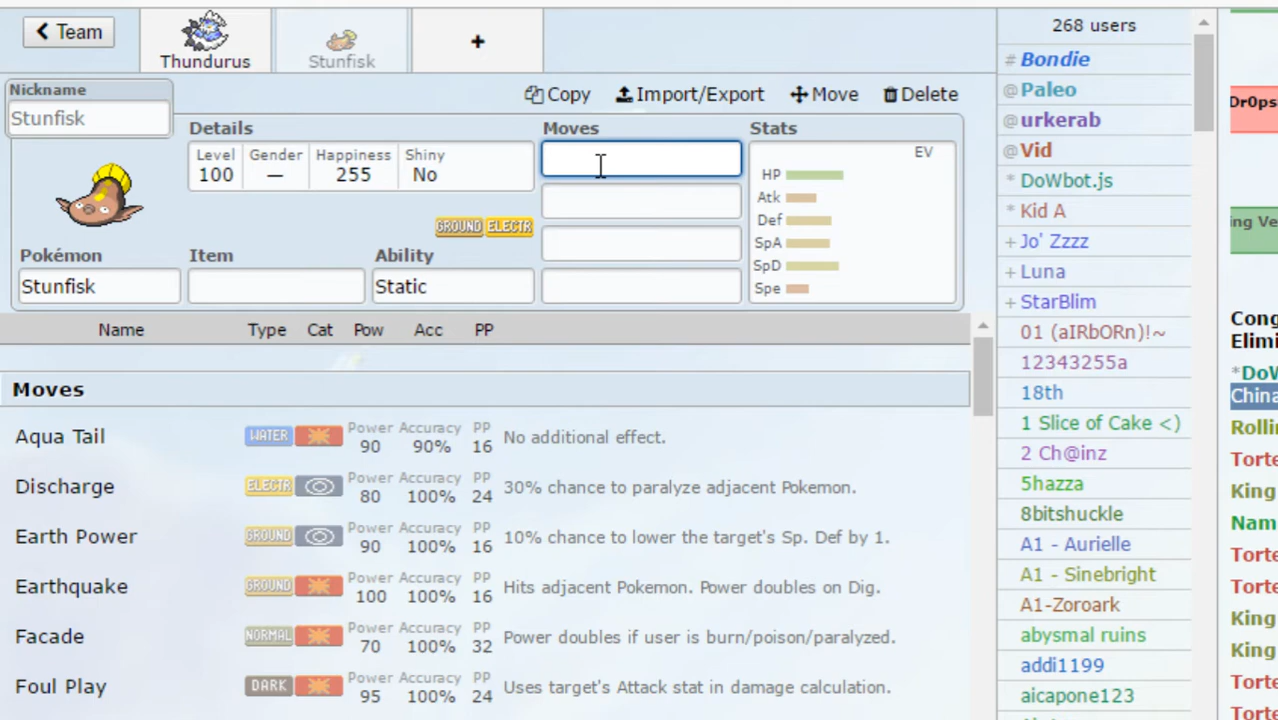 Team
Thundurus
Stunfisk
+
Nickname
Stunfisk
Copy Import/Export Move Delete
Details
Level Gender Happiness Shiny
100 — 255 No
GROUND ELECTR
Pokémon Item Ability
Stunfisk Static
Moves
Stats
EV
HP
Atk
Def
SpA
SpD
Spe
Name Type Cat Pow Acc PP
Moves
Aqua Tail WATER Power 90 Accuracy 90% PP 16 No additional effect.
Discharge ELECTR Power 80 Accuracy 100% PP 24 30% chance to paralyze adjacent Pokemon.
Earth Power GROUND Power 90 Accuracy 100% PP 16 10% chance to lower the target's Sp. Def by 1.
Earthquake GROUND Power 100 Accuracy 100% PP 16 Hits adjacent Pokemon. Power doubles on Dig.
Facade NORMAL Power 70 Accuracy 100% PP 32 Power doubles if user is burn/poison/paralyzed.
Foul Play DARK Power 95 Accuracy 100% PP 24 Uses target's Attack stat in damage calculation.
268 users
# Bondie
@ Paleo
@ urkerab
@ Vid
* DoWbot.js
* Kid A
+ Jo' Zzzz
+ Luna
+ StarBlim
01 (aIRbORn)!~
12343255a
18th
1 Slice of Cake <)
2 Ch@inz
5hazza
8bitshuckle
A1 - Aurielle
A1 - Sinebright
A1-Zoroark
abysmal ruins
addi1199
aicapone123
Dr0ps
ing Ve
Cong
Elimi
*DoW
China
Rollin
Torte
King
Nam
Torte
Torte
King
King
Torte
Torte